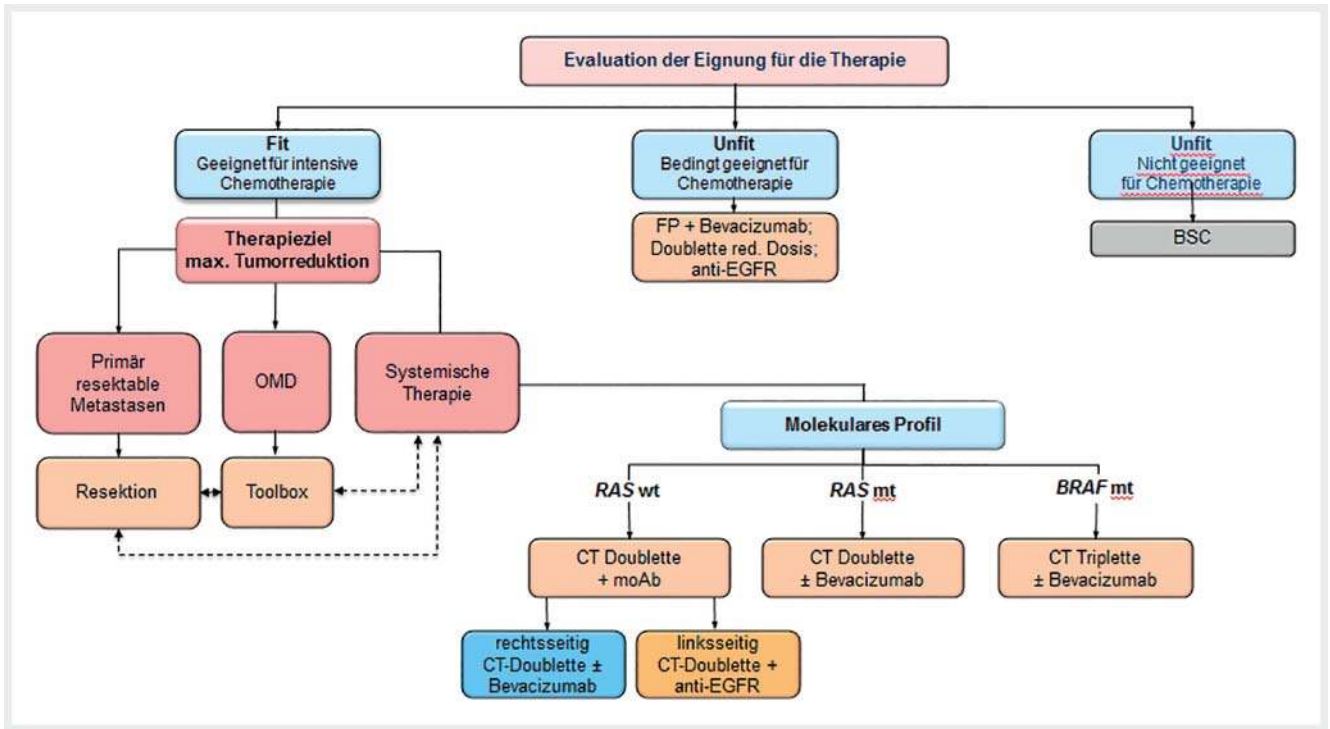 Evaluation der Eignung für die Therapie
Fit
Geeignet für intensive
Chemotherapie
Unfit
Bedingt geeignet für
Chemotherapie
Unfit
Nicht geeignet
für Chemotherapie
Therapieziel
max. Tumorreduktion
FP + Bevacizumab;
Doublette red. Dosis;
anti-EGFR
BSC
Primär
resektable
Metastasen
OMD
Systemische
Therapie
Molekulares Profil
Resektion
Toolbox
RAS wt
RAS mt
BRAF mt
CT Doublette
+ moAb
CT Doublette
± Bevacizumab
CT Triplette
± Bevacizumab
rechtsseitig
CT-Doublette ±
Bevacizumab
linksseitig
CT-Doublette +
anti-EGFR